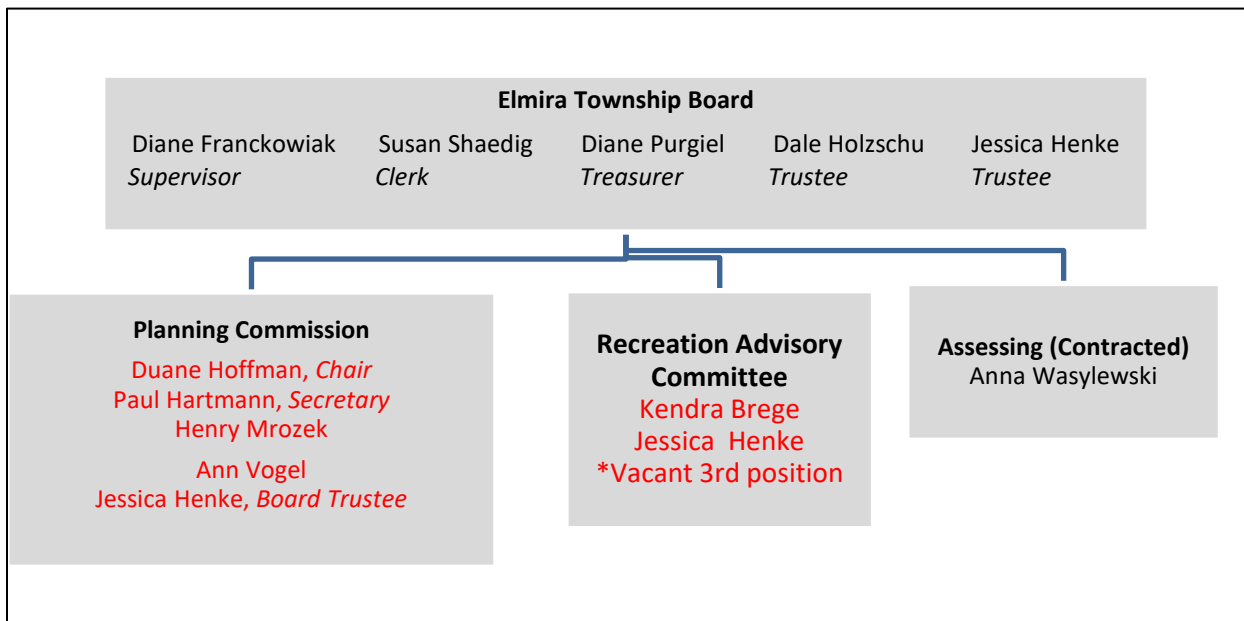 Elmira Township Board
Diane Franckowiak Susan Shaedig Diane Purgiel Dale Holzschu Jessica Henke
Supervisor Clerk Treasurer Trustee Trustee
Planning Commission
Duane Hoffman, Chair
Paul Hartmann, Secretary
Henry Mrozek
Ann Vogel
Jessica Henke, Board Trustee
Recreation Advisory
Committee
Kendra Brege
Jessica Henke
*Vacant 3rd position
Assessing (Contracted)
Anna Wasylewski